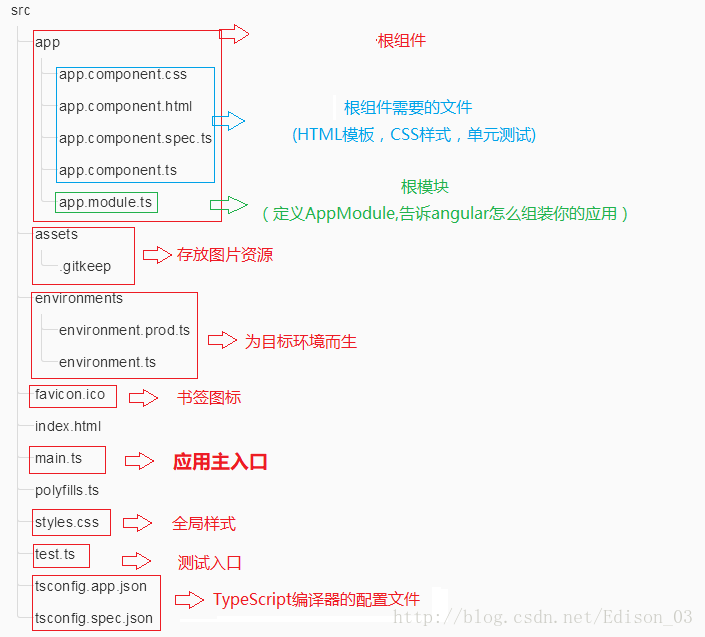 src
app
根组件
app.component.css
app.component.html
根组件需要的文件
(HTML模板，CSS样式，单元测试)
app.component.spec.ts
app.component.ts
app.module.ts
根模块
（定义AppModule,告诉angular怎么组装你的应用）
assets
.gitkeep
存放图片资源
environments
environment.prod.ts
为目标环境而生
environment.ts
favicon.ico
书签图标
index.html
main.ts
应用主入口
polyfills.ts
styles.css
全局样式
test.ts
测试入口
tsconfig.app.json
TypeScript编译器的配置文件
tsconfig.spec.json
http://blog.csdn.net/Edison_03